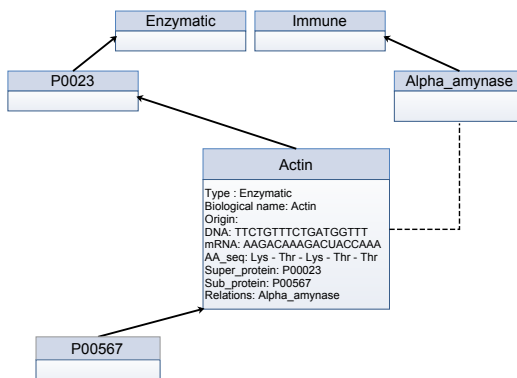 Enzymatic
Immune
P0023
Alpha_amynase
Actin
Type : Enzymatic
Biological name: Actin
Origin:
DNA: TTCTGTTTCTGATGGTTT
mRNA: AAGACAAAGACUACCAAA
AA_seq: Lys - Thr - Lys - Thr - Thr
Super_protein: P00023
Sub_protein: P00567
Relations: Alpha_amynase
P00567